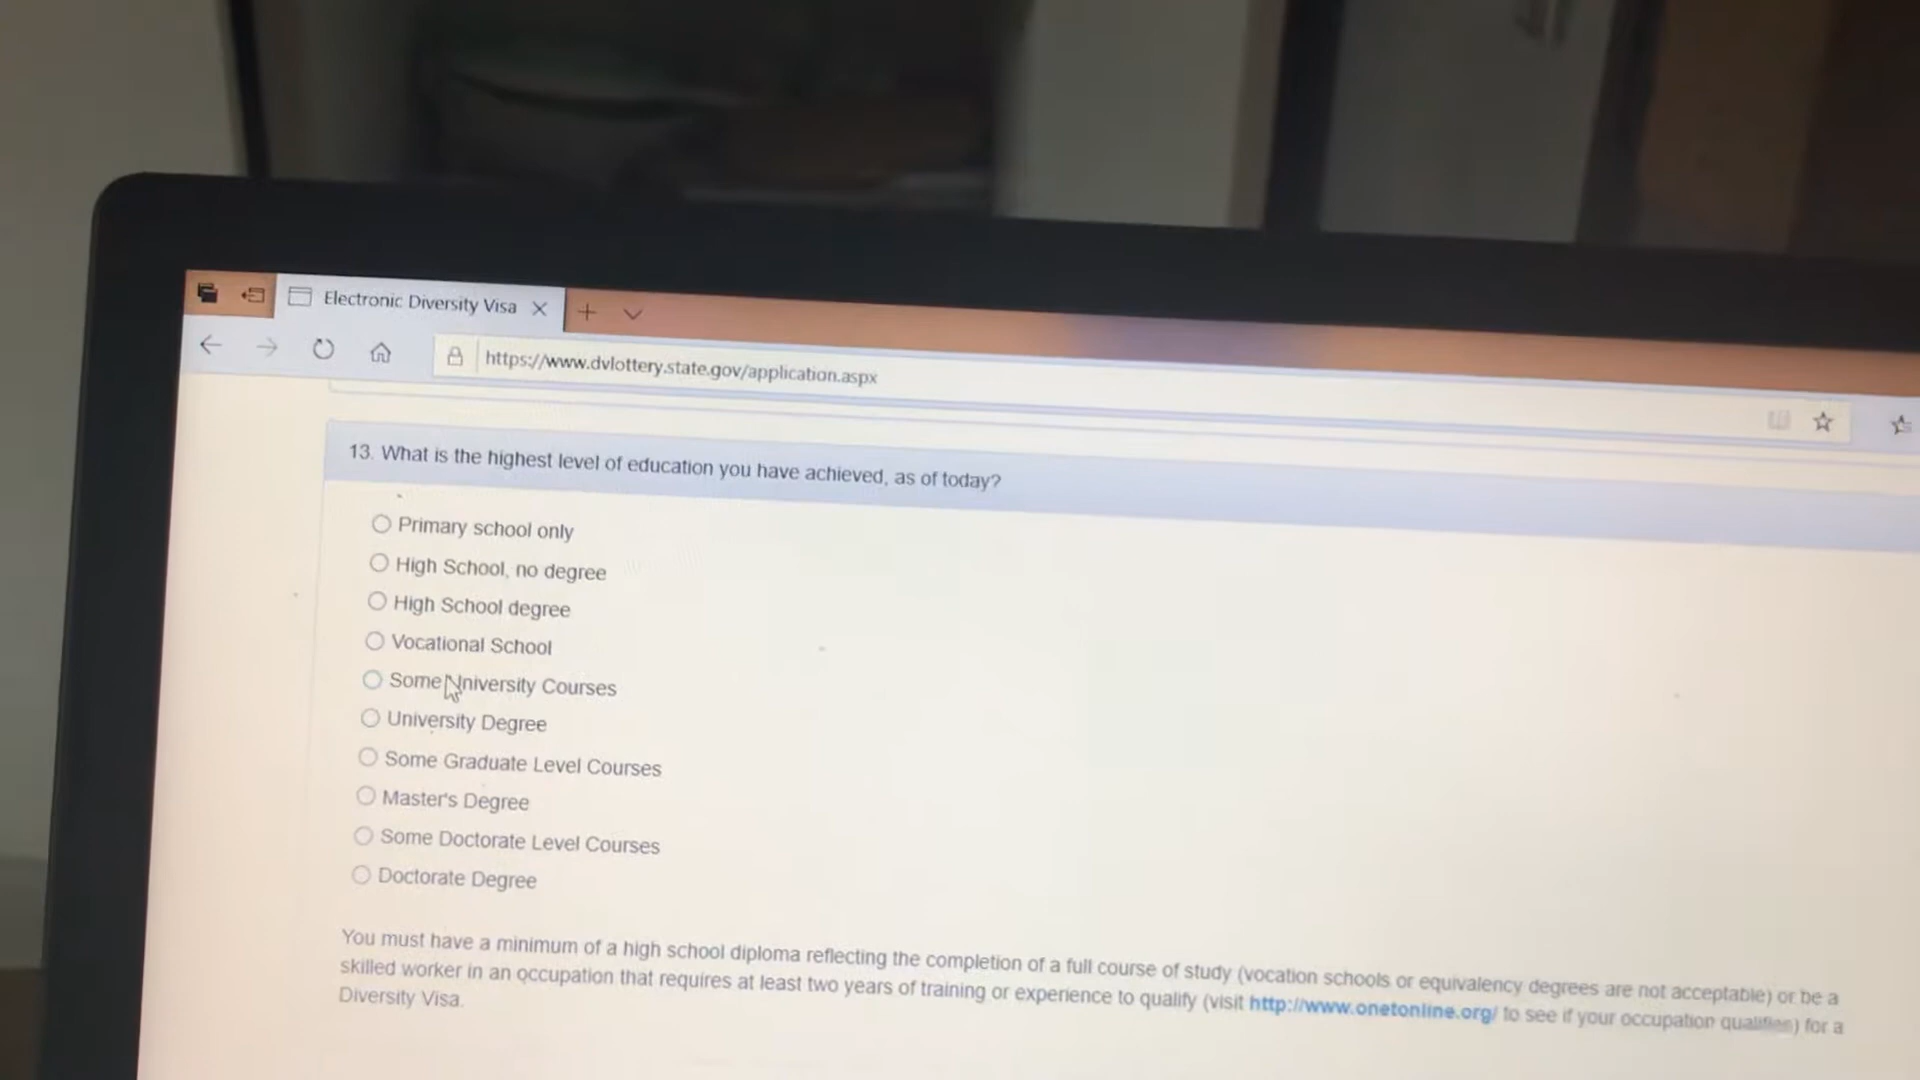 Electronic Diversity Visa
https://www.dvlottery.state.gov/application.aspx
13. What is the highest level of education you have achieved, as of today?
Primary school only
High School, no degree
High School degree
Vocational School
Some University Courses
University Degree
Some Graduate Level Courses
Master's Degree
Some Doctorate Level Courses
Doctorate Degree
You must have a minimum of a high school diploma reflecting the completion of a full course of study (vocation schools or equivalency degrees are not acceptable) or be a
skilled worker in an occupation that requires at least two years of training or experience to qualify (visit http://www.onetonline.org/ to see if your occupation qualifies) for a
Diversity Visa.